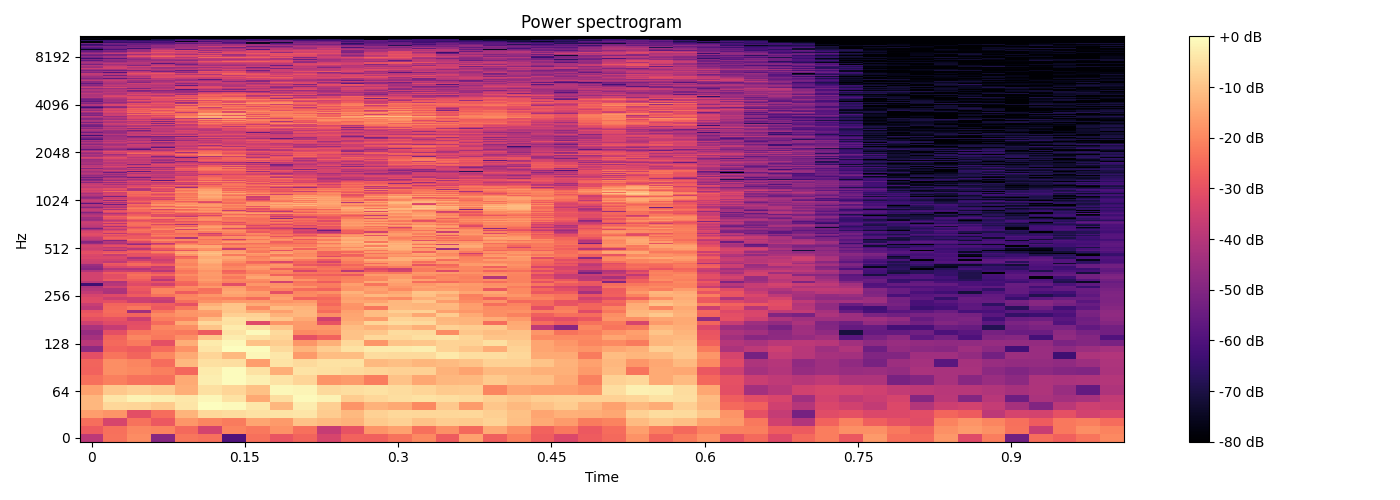 Power spectrogram
Hz
8192
4096
2048
1024
512
256
128
64
0
0 0.15 0.3 0.45 0.6 0.75 0.9
Time
+0 dB
-10 dB
-20 dB
-30 dB
-40 dB
-50 dB
-60 dB
-70 dB
-80 dB